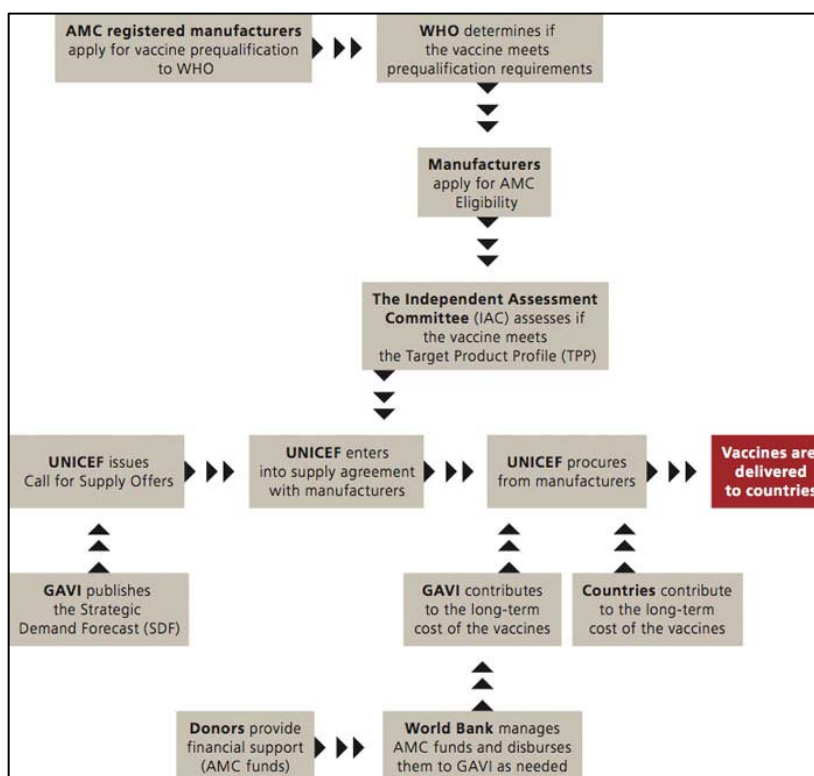 AMC registered manufacturers
apply for vaccine prequalification
to WHO
WHO determines if
the vaccine meets
prequalification requirements
Manufacturers
apply for AMC
Eligibility
The Independent Assessment
Committee (IAC) assesses if
the vaccine meets
the Target Product Profile (TPP)
UNICEF issues
Call for Supply Offers
UNICEF enters
into supply agreement
with manufacturers
UNICEF procures
from manufacturers
Vaccines are
delivered
to countries
GAVI publishes
the Strategic
Demand Forecast (SDF)
GAVI contributes
to the long-term
cost of the vaccines
Countries contribute
to the long-term
cost of the vaccines
Donors provide
financial support
(AMC funds)
World Bank manages
AMC funds and disburses
them to GAVI as needed